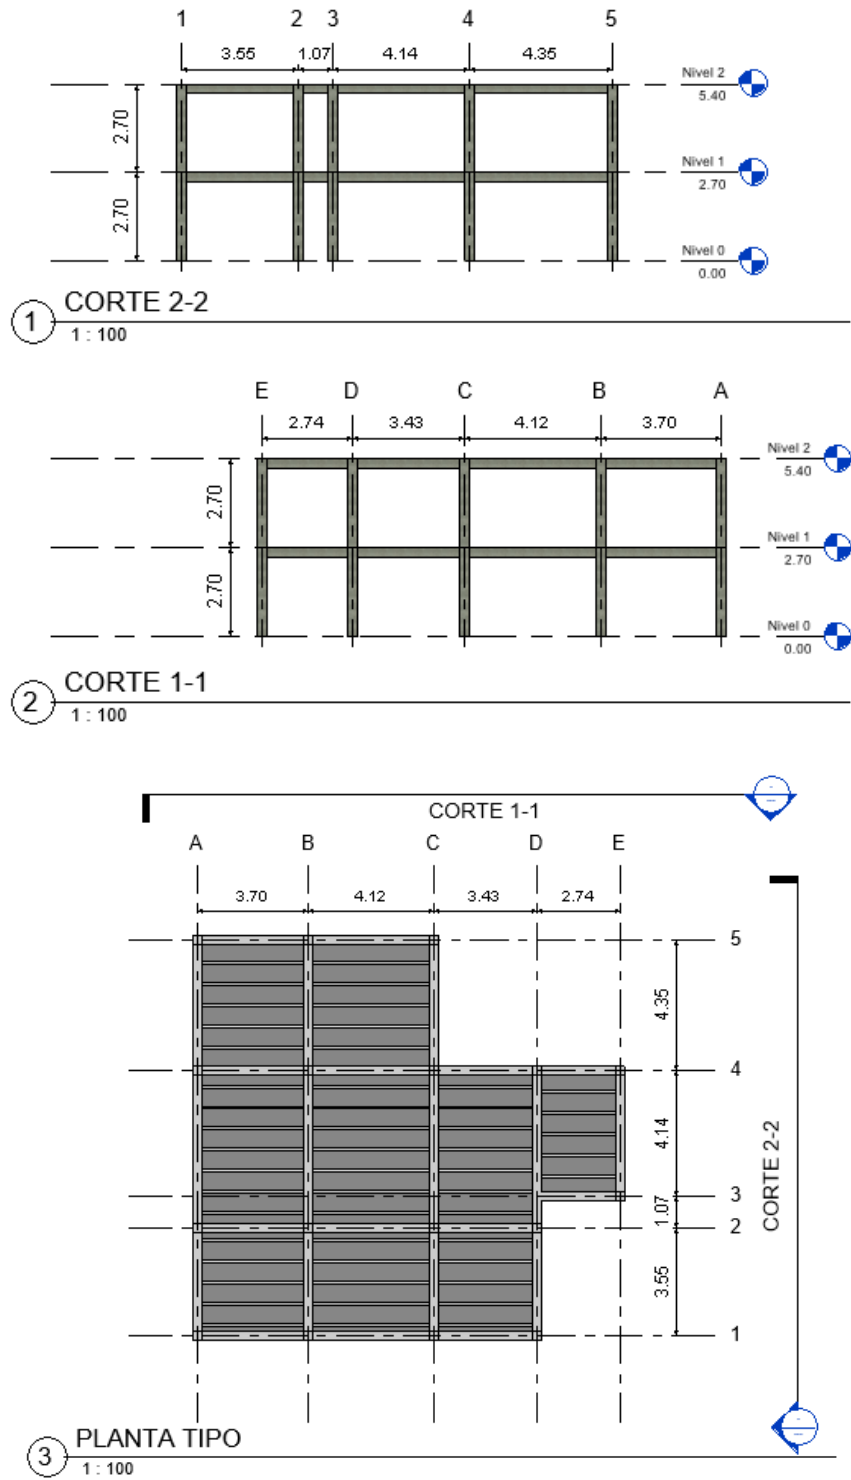 1 2 3 4 5
3.55 1.07 4.14 4.35
Nivel 2
5.40
2.70
Nivel 1
2.70
2.70
Nivel 0
0.00
1 CORTE 2-2
1 : 100
E D C B A
2.74 3.43 4.12 3.70
Nivel 2
5.40
2.70
Nivel 1
2.70
2.70
Nivel 0
0.00
2 CORTE 1-1
1 : 100
CORTE 1-1
A B C D E
3.70 4.12 3.43 2.74
5
4.35
4
4.14
3
1.07
2
3.55
1
CORTE 2-2
3 PLANTA TIPO
1 : 100